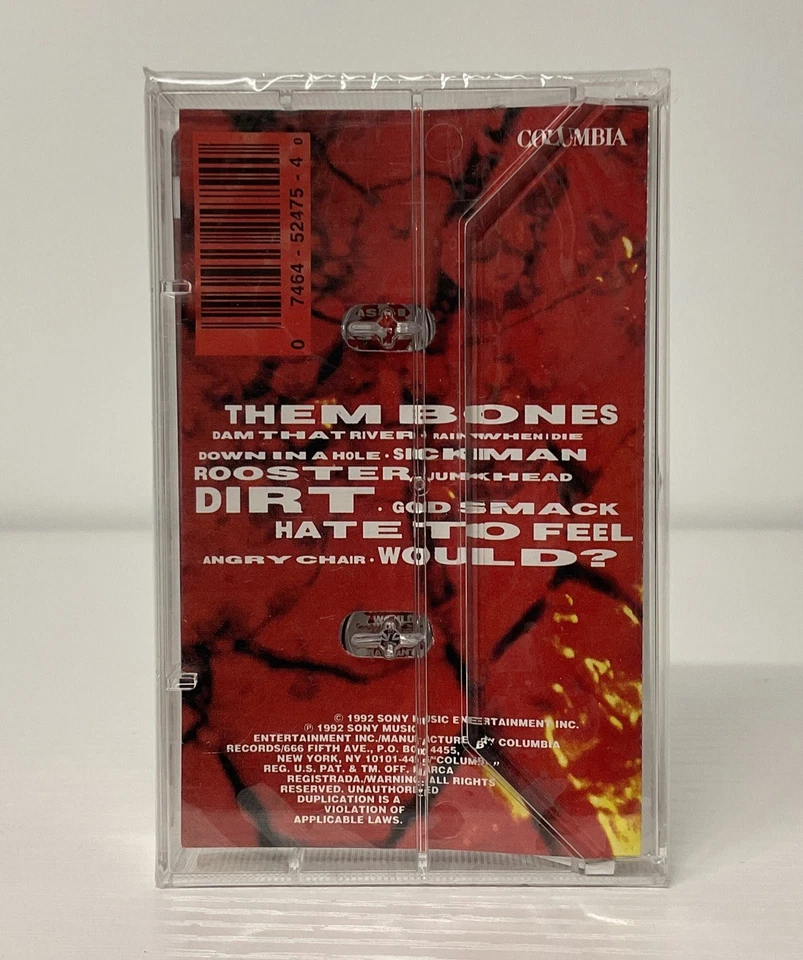 COLUMBIA
0 7464-52475-4 0
THEM BONES
DAM THAT RIVER · RAIN WHEN I DIE
DOWN IN A HOLE · SICKMAN
ROOSTER · JUNKHEAD
DIRT · GOD SMACK
HATE TO FEEL
ANGRY CHAIR · WOULD?
© 1992 SONY MUSIC ENTERTAINMENT INC.
℗ 1992 SONY MUSIC
ENTERTAINMENT INC./MANUFACTURED BY COLUMBIA
RECORDS/666 FIFTH AVE., P.O. BOX 4455,
NEW YORK, NY 10101-4455/"COLUMBIA,"
REG. U.S. PAT. & TM. OFF. MARCA
REGISTRADA./WARNING: ALL RIGHTS
RESERVED. UNAUTHORIZED
DUPLICATION IS A
VIOLATION OF
APPLICABLE LAWS.